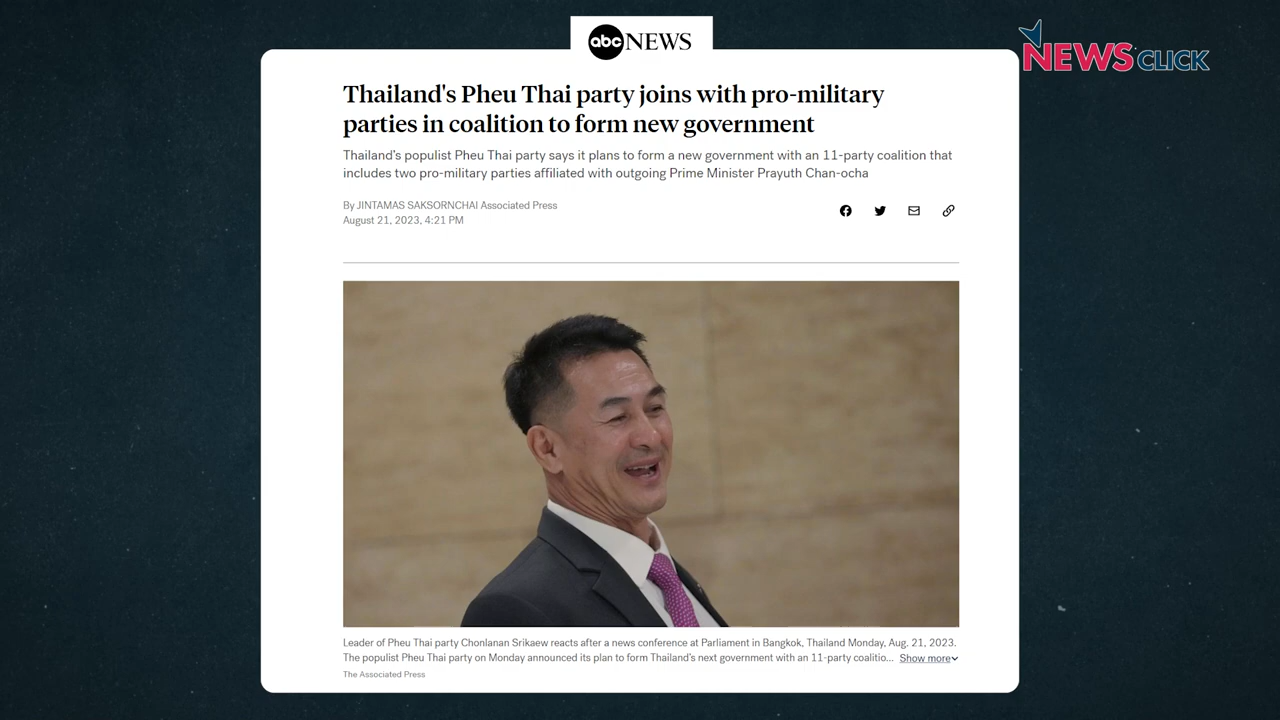 abc NEWS
NEWSCLICK
Thailand's Pheu Thai party joins with pro-military
parties in coalition to form new government
Thailand's populist Pheu Thai party says it plans to form a new government with an 11-party coalition that
includes two pro-military parties affiliated with outgoing Prime Minister Prayuth Chan-ocha
By JINTAMAS SAKSORNCHAI Associated Press
August 21, 2023, 4:21 PM
Leader of Pheu Thai party Chonlanan Srikaew reacts after a news conference at Parliament in Bangkok, Thailand Monday, Aug. 21, 2023.
The populist Pheu Thai party on Monday announced its plan to form Thailand's next government with an 11-party coalitio... Show more
The Associated Press